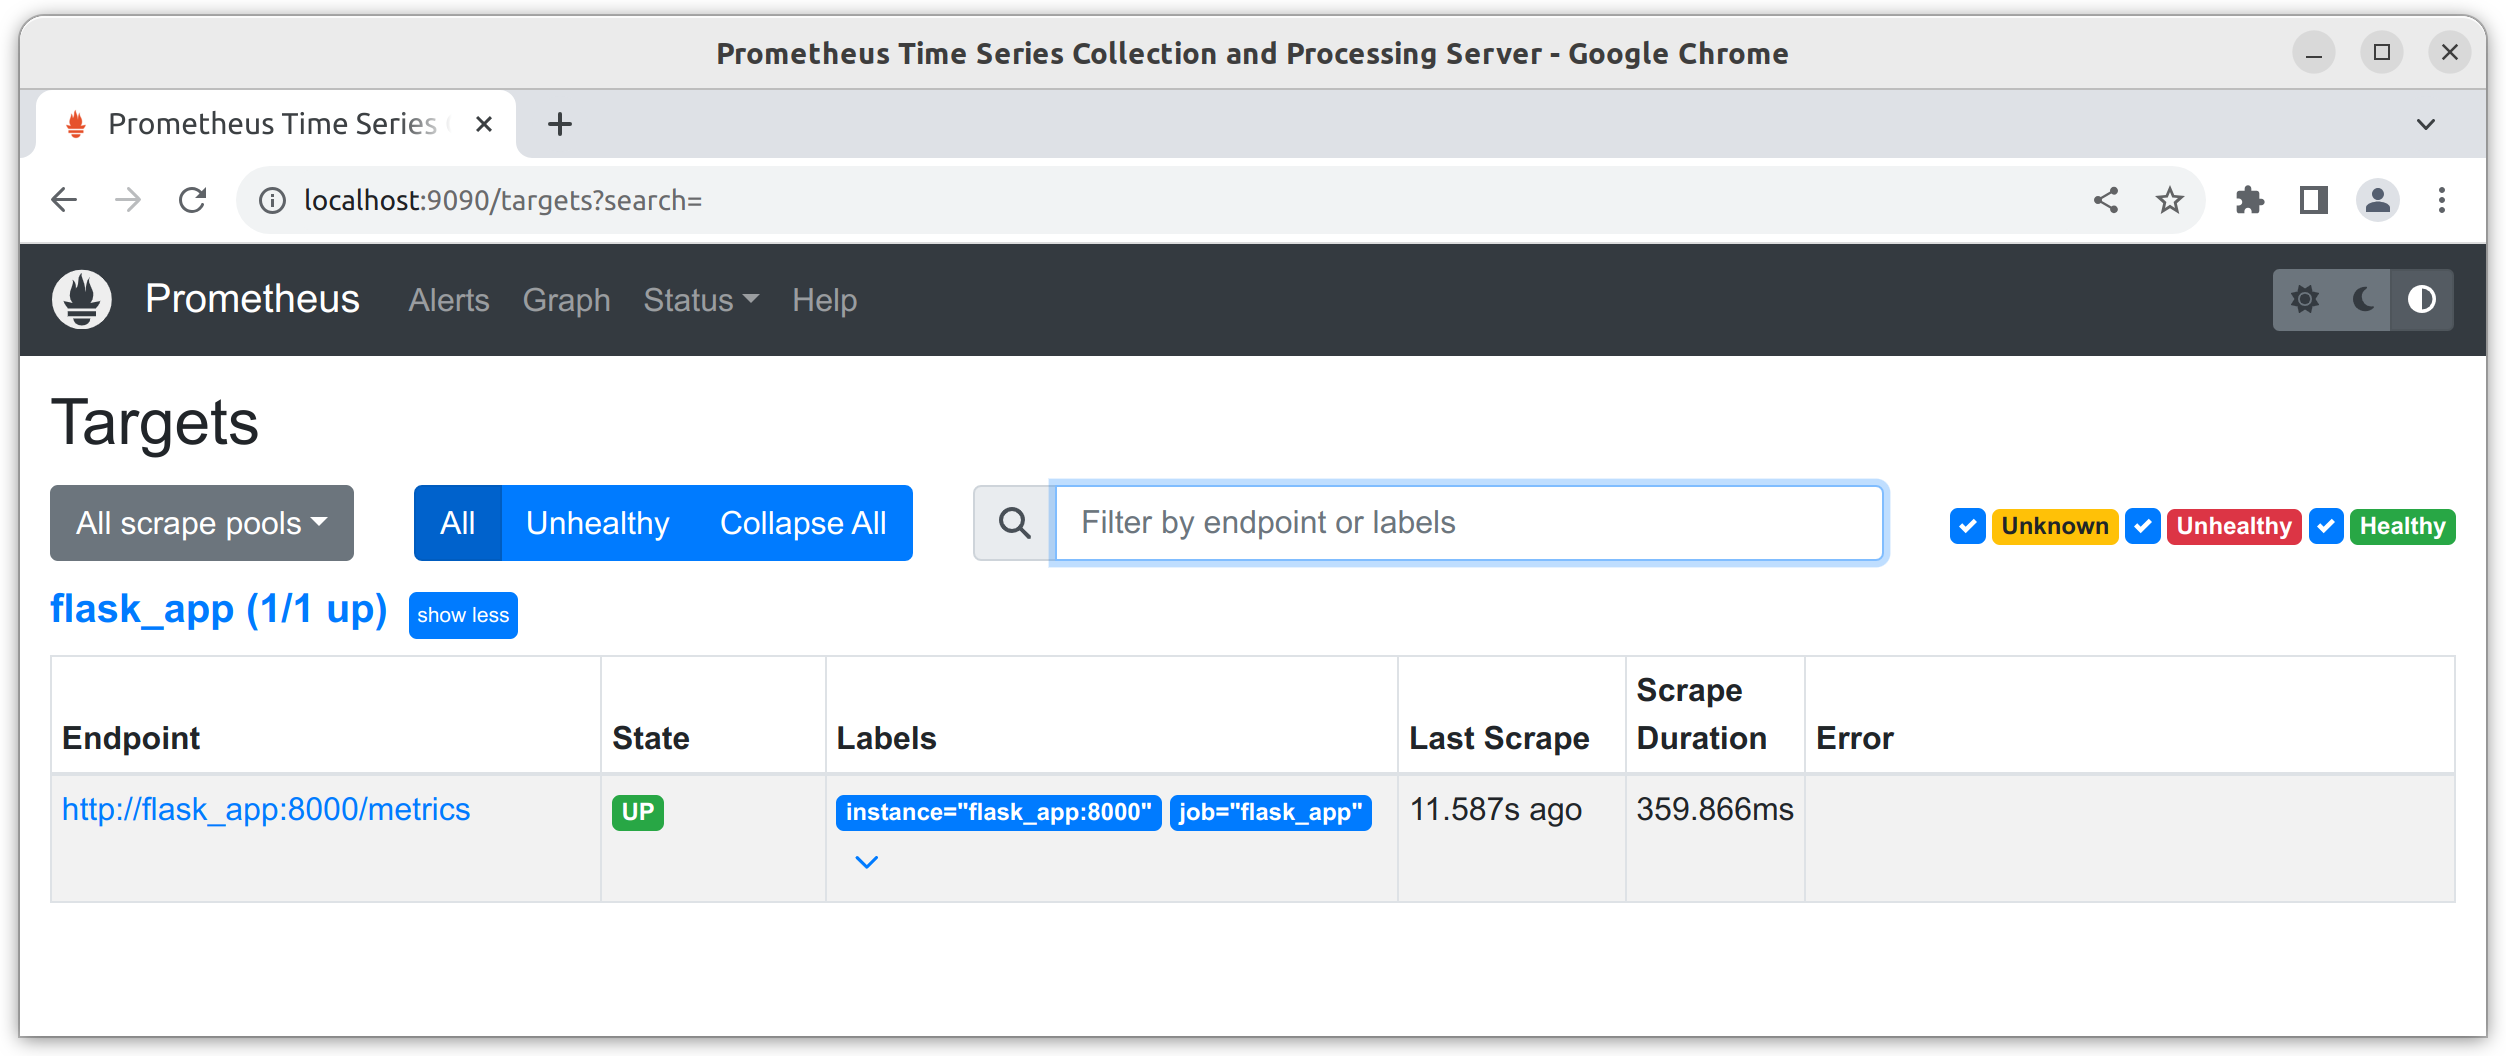 Prometheus Time Series Collection and Processing Server - Google Chrome
Prometheus Time Series
localhost:9090/targets?search=
Prometheus Alerts Graph Status Help
Targets
All scrape pools All Unhealthy Collapse All Filter by endpoint or labels Unknown Unhealthy Healthy
flask_app (1/1 up) show less
Endpoint State Labels Last Scrape Scrape Duration Error
http://flask_app:8000/metrics UP instance="flask_app:8000" job="flask_app" 11.587s ago 359.866ms